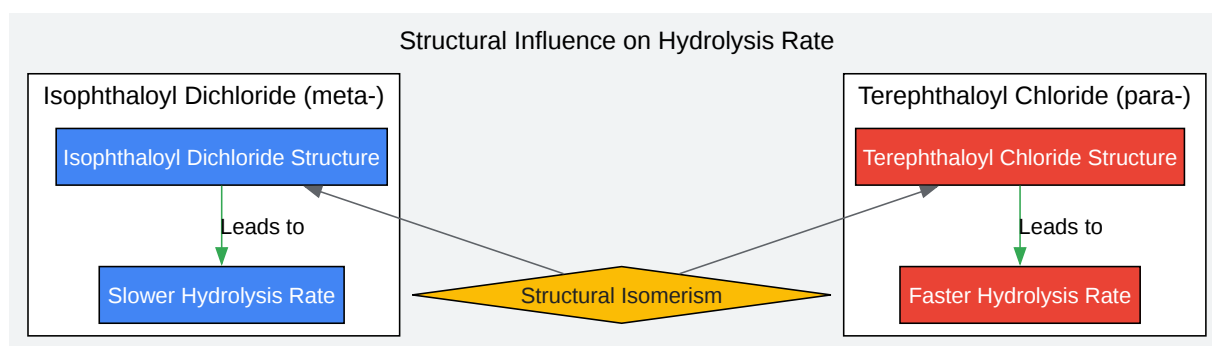 Structural Influence on Hydrolysis Rate
Isophthaloyl Dichloride (meta-)
Terephthaloyl Chloride (para-)
Isophthaloyl Dichloride Structure
Terephthaloyl Chloride Structure
Leads to
Leads to
Slower Hydrolysis Rate
Structural Isomerism
Faster Hydrolysis Rate